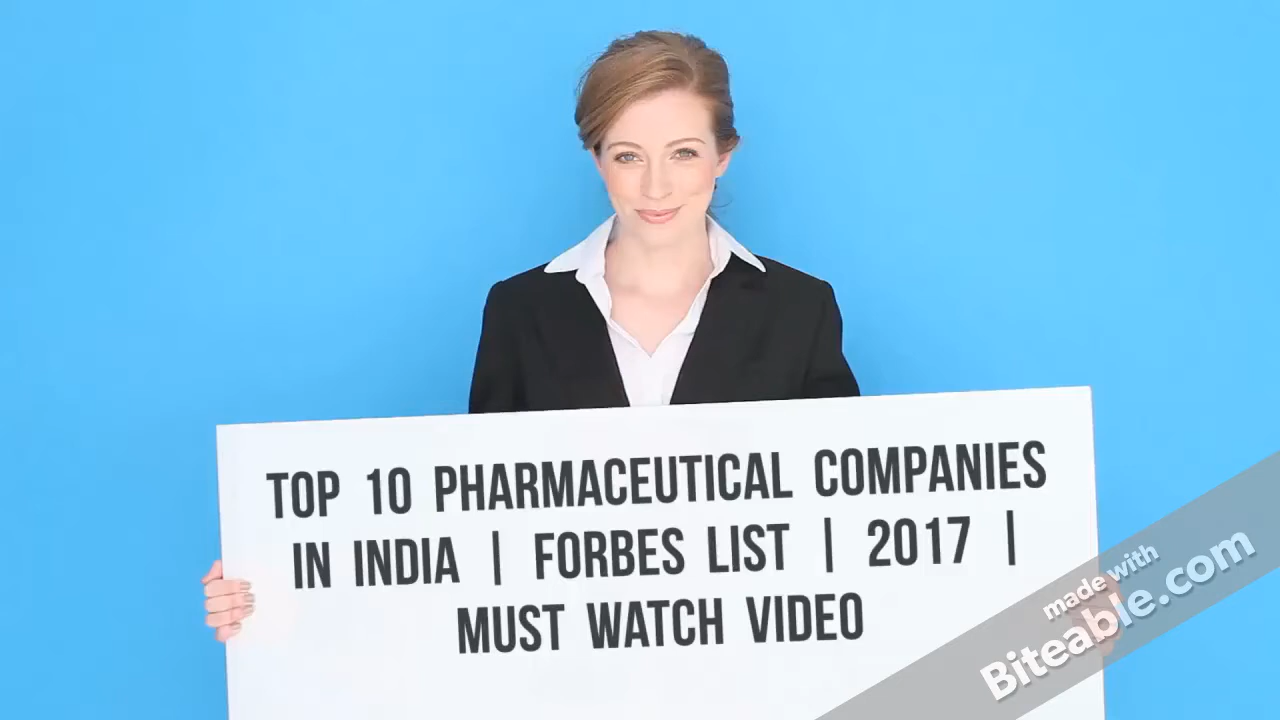 TOP 10 PHARMACEUTICAL COMPANIES
IN INDIA | FORBES LIST | 2017 |
MUST WATCH VIDEO
made with
Biteable.com